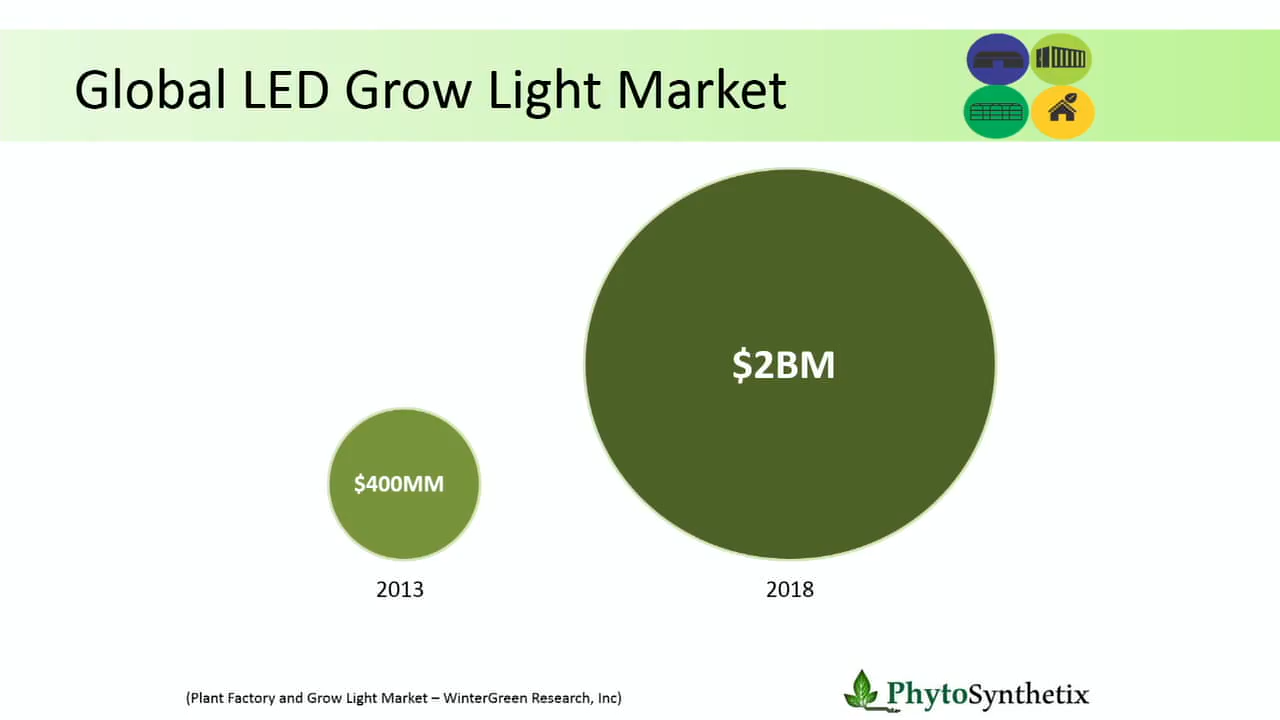 Global LED Grow Light Market
$2BM
$400MM
2013
2018
(Plant Factory and Grow Light Market – WinterGreen Research, Inc)
PhytoSynthetix